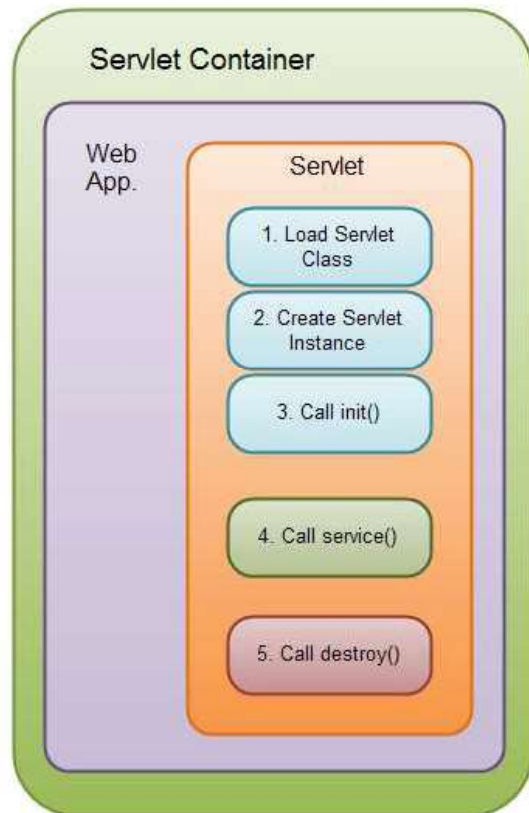 Servlet Container
Web
App.
Servlet
1. Load Servlet
Class
2. Create Servlet
Instance
3. Call init()
4. Call service()
5. Call destroy()